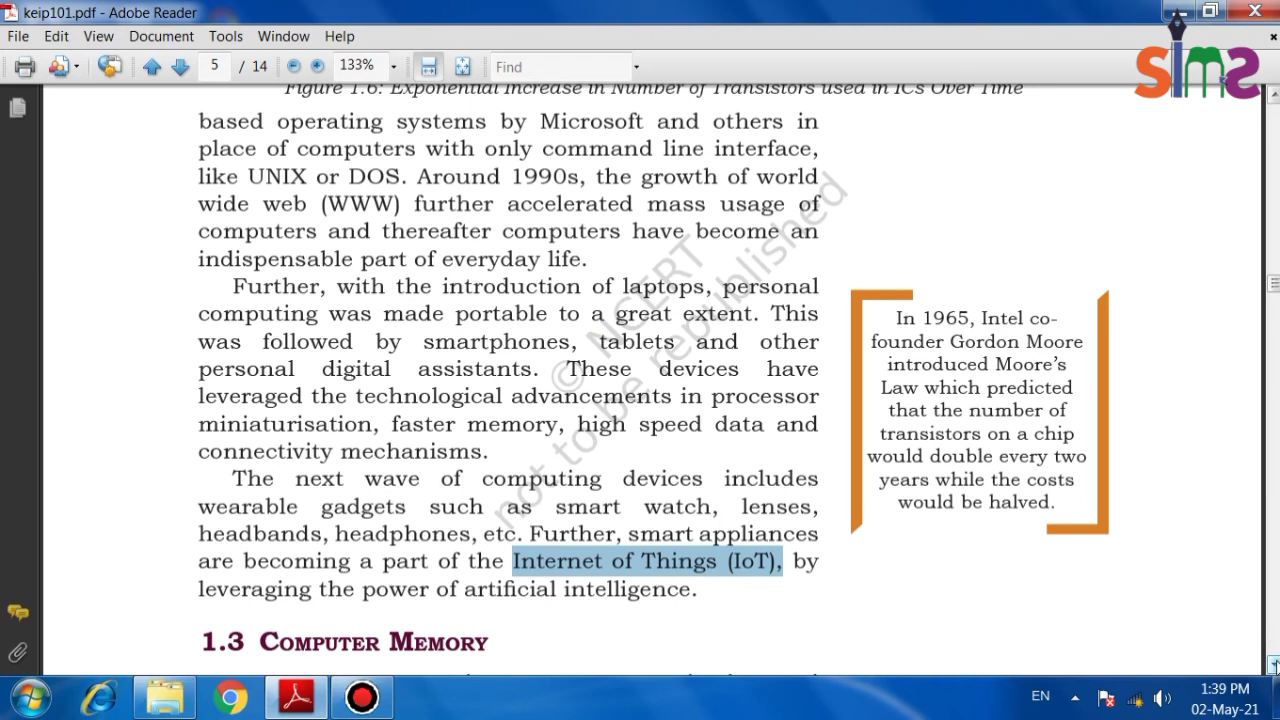 keip101.pdf - Adobe Reader
File Edit View Document Tools Window Help
5 / 14 133% Find
SIMS
Figure 1.6: Exponential Increase in Number of Transistors used in ICs Over Time
based operating systems by Microsoft and others in
place of computers with only command line interface,
like UNIX or DOS. Around 1990s, the growth of world
wide web (WWW) further accelerated mass usage of
computers and thereafter computers have become an
indispensable part of everyday life.
Further, with the introduction of laptops, personal
computing was made portable to a great extent. This
was followed by smartphones, tablets and other
personal digital assistants. These devices have
leveraged the technological advancements in processor
miniaturisation, faster memory, high speed data and
connectivity mechanisms.
The next wave of computing devices includes
wearable gadgets such as smart watch, lenses,
headbands, headphones, etc. Further, smart appliances
are becoming a part of the Internet of Things (IoT), by
leveraging the power of artificial intelligence.
© NCERT
not to be republished
In 1965, Intel co-
founder Gordon Moore
introduced Moore's
Law which predicted
that the number of
transistors on a chip
would double every two
years while the costs
would be halved.
1.3 COMPUTER MEMORY
EN
1:39 PM
02-May-21